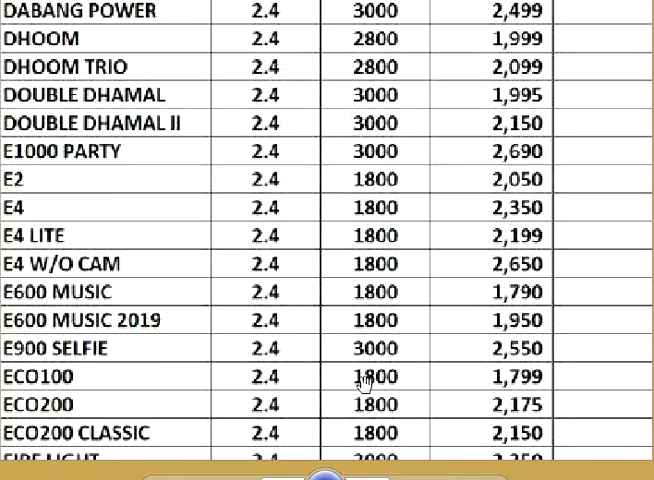 DABANG POWER 2.4 3000 2,499
DHOOM 2.4 2800 1,999
DHOOM TRIO 2.4 2800 2,099
DOUBLE DHAMAL 2.4 3000 1,995
DOUBLE DHAMAL II 2.4 3000 2,150
E1000 PARTY 2.4 3000 2,690
E2 2.4 1800 2,050
E4 2.4 1800 2,350
E4 LITE 2.4 1800 2,199
E4 W/O CAM 2.4 1800 2,650
E600 MUSIC 2.4 1800 1,790
E600 MUSIC 2019 2.4 1800 1,950
E900 SELFIE 2.4 3000 2,550
ECO100 2.4 1800 1,799
ECO200 2.4 1800 2,175
ECO200 CLASSIC 2.4 1800 2,150
FIRE LIGHT 2.4